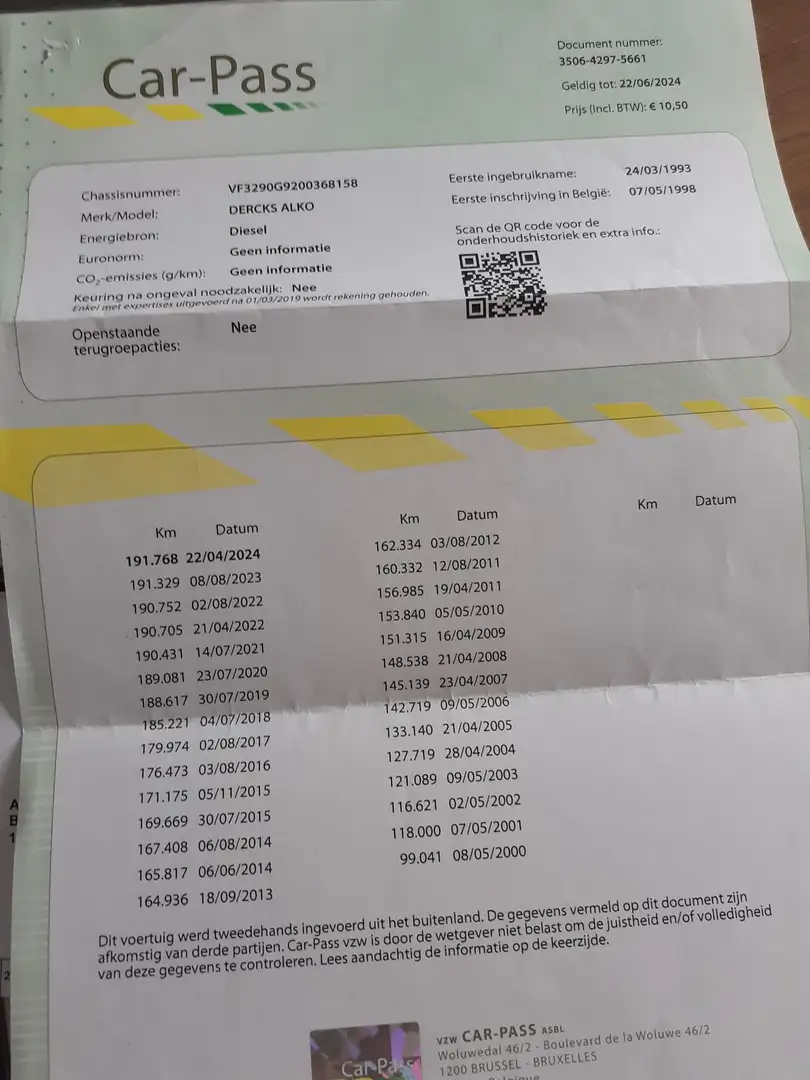 Car-Pass
Document nummer:
3506-4297-5661
Geldig tot: 22/06/2024
Prijs (Incl. BTW): € 10,50
Chassisnummer: VF3290G9200368158
Merk/Model: DERCKS ALKO
Energiebron: Diesel
Euronorm: Geen informatie
CO₂-emissies (g/km): Geen informatie
Keuring na ongeval noodzakelijk: Nee
Enkel met expertises uitgevoerd na 01/03/2019 wordt rekening gehouden.
Openstaande Nee
terugroepacties:
Eerste ingebruikname: 24/03/1993
Eerste inschrijving in België: 07/05/1998
Scan de QR code voor de
onderhoudshistoriek en extra info.:
Km Datum
191.768 22/04/2024
191.329 08/08/2023
190.752 02/08/2022
190.705 21/04/2022
190.431 14/07/2021
189.081 23/07/2020
188.617 30/07/2019
185.221 04/07/2018
179.974 02/08/2017
176.473 03/08/2016
171.175 05/11/2015
169.669 30/07/2015
167.408 06/08/2014
165.817 06/06/2014
164.936 18/09/2013
Km Datum
162.334 03/08/2012
160.332 12/08/2011
156.985 19/04/2011
153.840 05/05/2010
151.315 16/04/2009
148.538 21/04/2008
145.139 23/04/2007
142.719 09/05/2006
133.140 21/04/2005
127.719 28/04/2004
121.089 09/05/2003
116.621 02/05/2002
118.000 07/05/2001
99.041 08/05/2000
Km Datum
Dit voertuig werd tweedehands ingevoerd uit het buitenland. De gegevens vermeld op dit document zijn
afkomstig van derde partijen. Car-Pass vzw is door de wetgever niet belast om de juistheid en/of volledigheid
van deze gegevens te controleren. Lees aandachtig de informatie op de keerzijde.
Car-Pass
vzw CAR-PASS ASBL
Woluwedal 46/2 - Boulevard de la Woluwe 46/2
1200 BRUSSEL - BRUXELLES
A
B
1
2